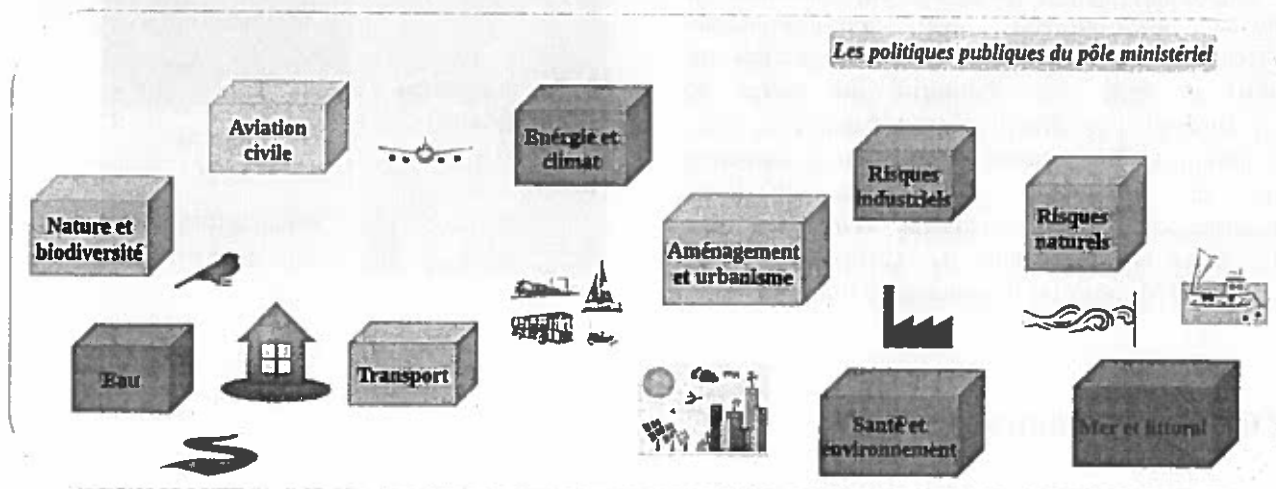 Les politiques publiques du pôle ministériel
Aviation
civile
Energie et
climat
Risques
industriels
Risques
naturels
Nature et
biodiversité
Aménagement
et urbanisme
Eau
Transport
Santé et
environnement
Mer et littoral